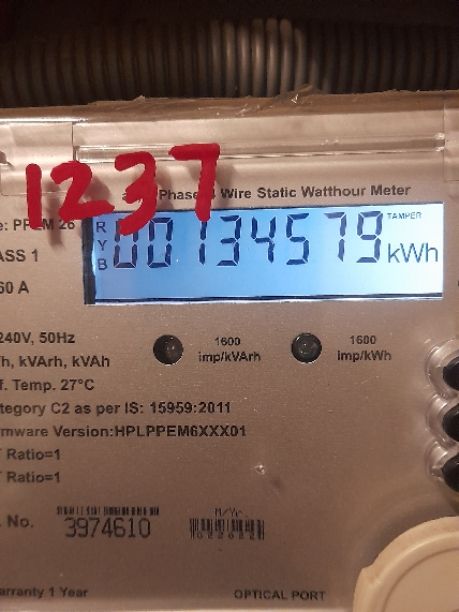 1237
Phase 4 Wire Static Watthour Meter
PPEM 26
R
Y
B
00134579
TAMPER
kWh
ASS 1
60 A
240V, 50Hz
1600
imp/kVArh
1600
imp/kWh
h, kVArh, kVAh
f. Temp. 27°C
tegory C2 as per IS: 15959:2011
mware Version:HPLPPEM6XXX01
Ratio=1
Ratio=1
. No.
3974610
M/Yr.
arranty 1 Year
OPTICAL PORT